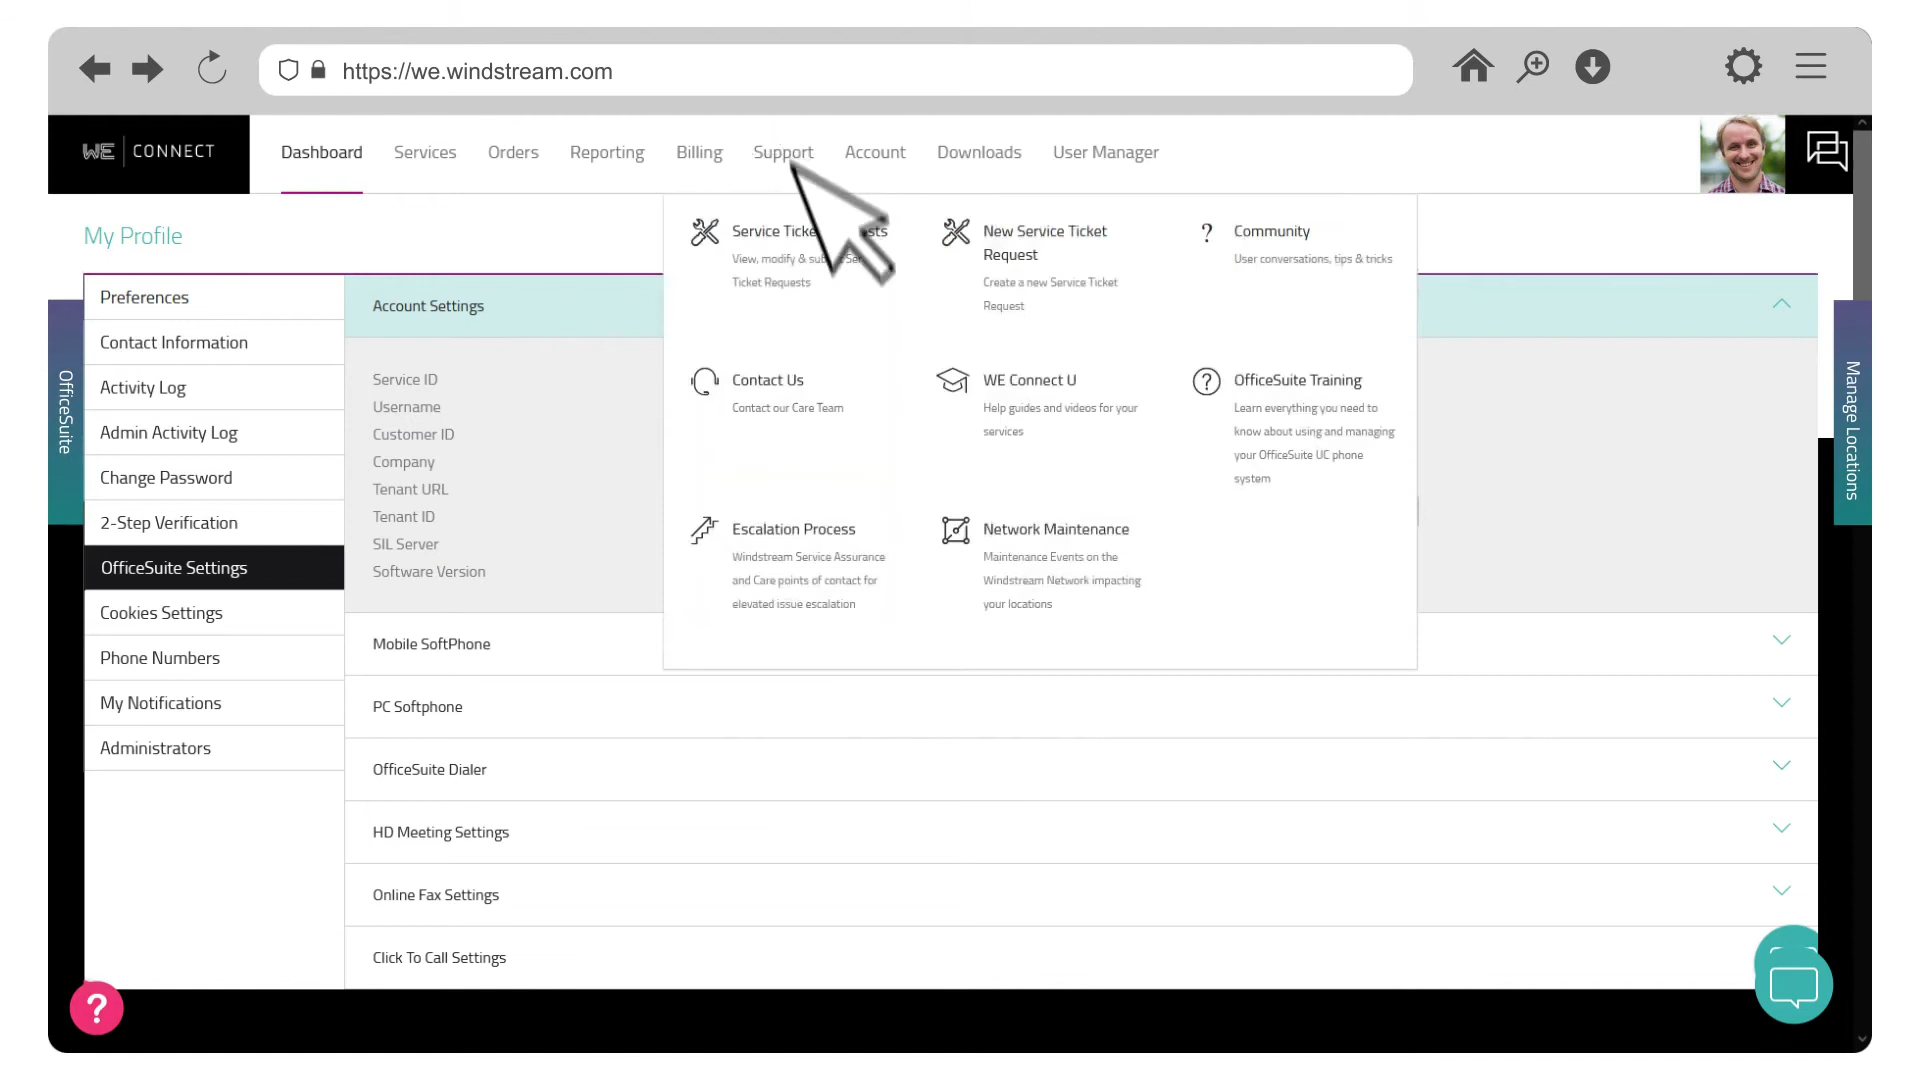 https://we.windstream.com
WE | CONNECT
Dashboard Services Orders Reporting Billing Support Account Downloads User Manager
My Profile
OfficeSuite
Preferences
Contact Information
Activity Log
Admin Activity Log
Change Password
2-Step Verification
OfficeSuite Settings
Cookies Settings
Phone Numbers
My Notifications
Administrators
Account Settings
Service ID
Username
Customer ID
Company
Tenant URL
Tenant ID
SIL Server
Software Version
Mobile SoftPhone
PC Softphone
OfficeSuite Dialer
HD Meeting Settings
Online Fax Settings
Click To Call Settings
Service
View, modify &
Ticket Requests
New Service Ticket
Request
Create a new Service Ticket
Request
Community
User conversations, tips & tricks
Contact Us
Contact our Care Team
WE Connect U
Help guides and videos for your
services
OfficeSuite Training
Learn everything you need to
know about using and managing
your OfficeSuite UC phone
system
Escalation Process
Windstream Service Assurance
and Care points of contact for
elevated issue escalation
Network Maintenance
Maintenance Events on the
Windstream Network impacting
your locations
Manage Locations